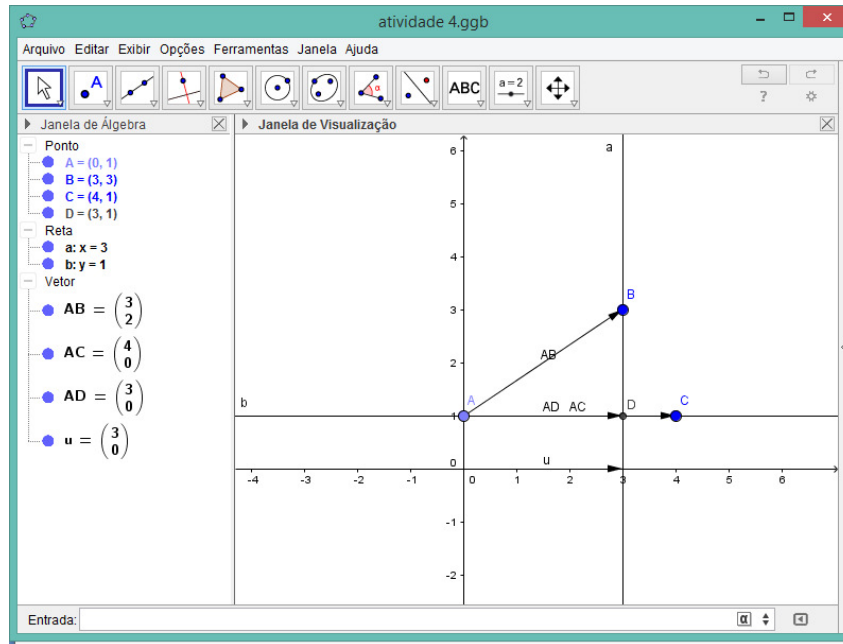 atividade 4.ggb
Arquivo Editar Exibir Opções Ferramentas Janela Ajuda
A
α
ABC
a=2
?
Janela de Álgebra
Janela de Visualização
Ponto
A = (0, 1)
B = (3, 3)
C = (4, 1)
D = (3, 1)
Reta
a: x = 3
b: y = 1
Vetor
AB = (3 2)
AC = (4 0)
AD = (3 0)
u = (3 0)
6
a
5
4
3
B
2
AB
b
A
1
AD AC
D
C
0
u
-4 -3 -2 -1 0 1 2 3 4 5 6
-1
-2
Entrada:
α